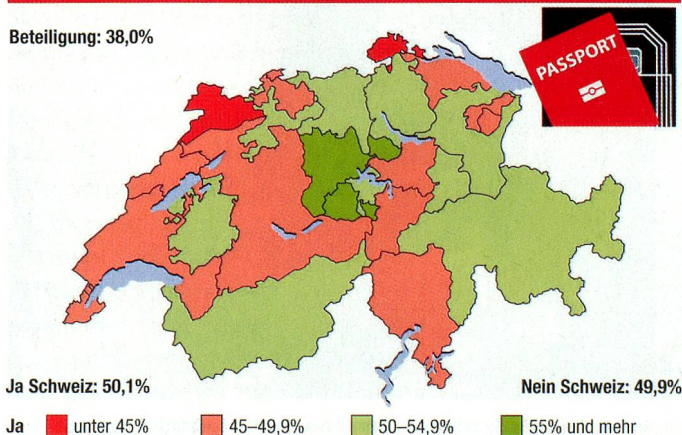 Beteiligung: 38,0%
PASSPORT
Ja Schweiz: 50,1%
Nein Schweiz: 49,9%
Ja unter 45% 45–49,9% 50–54,9% 55% und mehr